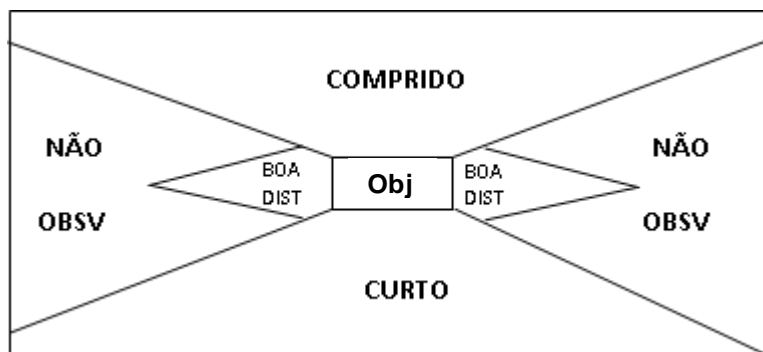 COMPRIDO
NÃO
OBSV
BOA
DIST
Obj
BOA
DIST
NÃO
OBSV
CURTO